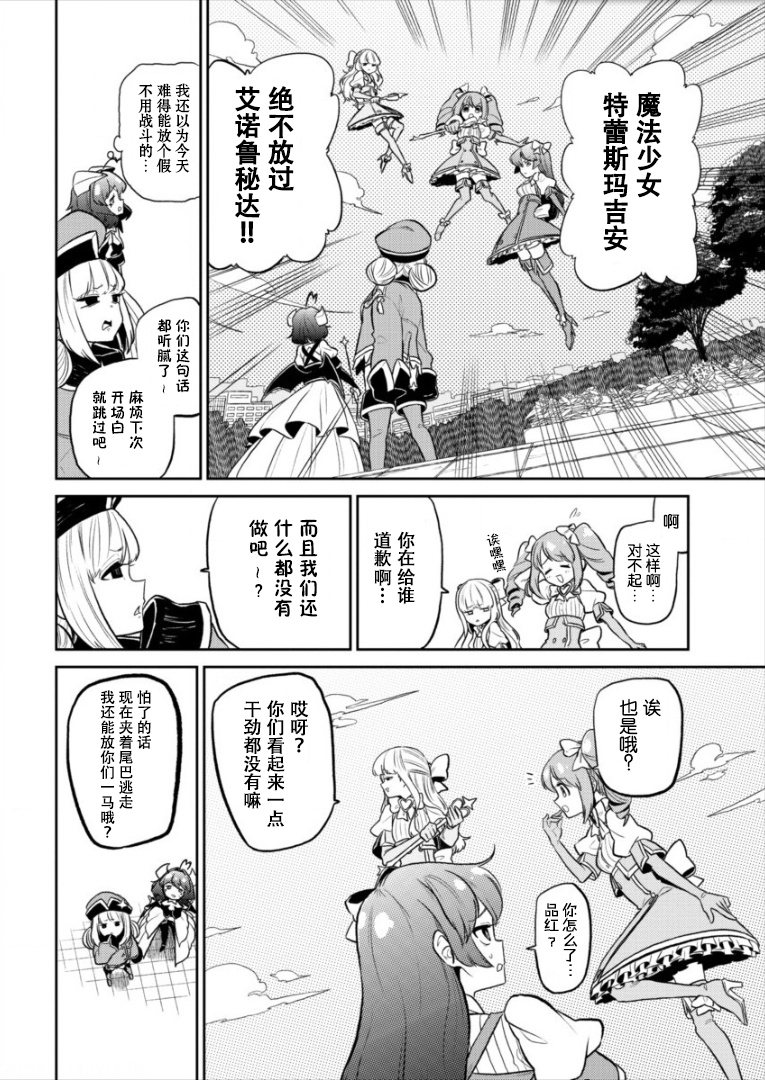 魔法少女
特蕾斯玛吉安
绝不放过
艾诺鲁秘达!!
我还以为今天
难得能放个假
不用战斗的…
你们这句话
都听腻了~
麻烦下次
开场白
就跳过吧~
啊
这样啊…
对不起…
诶嘿嘿
你在给谁
道歉啊…
而且我们还
什么都没有
做吧~?
诶
也是哦?
你怎么了…
品红?
哎呀?
你们看起来一点
干劲都没有嘛
怕了的话
现在夹着尾巴逃走
我还能放你们一马哦?